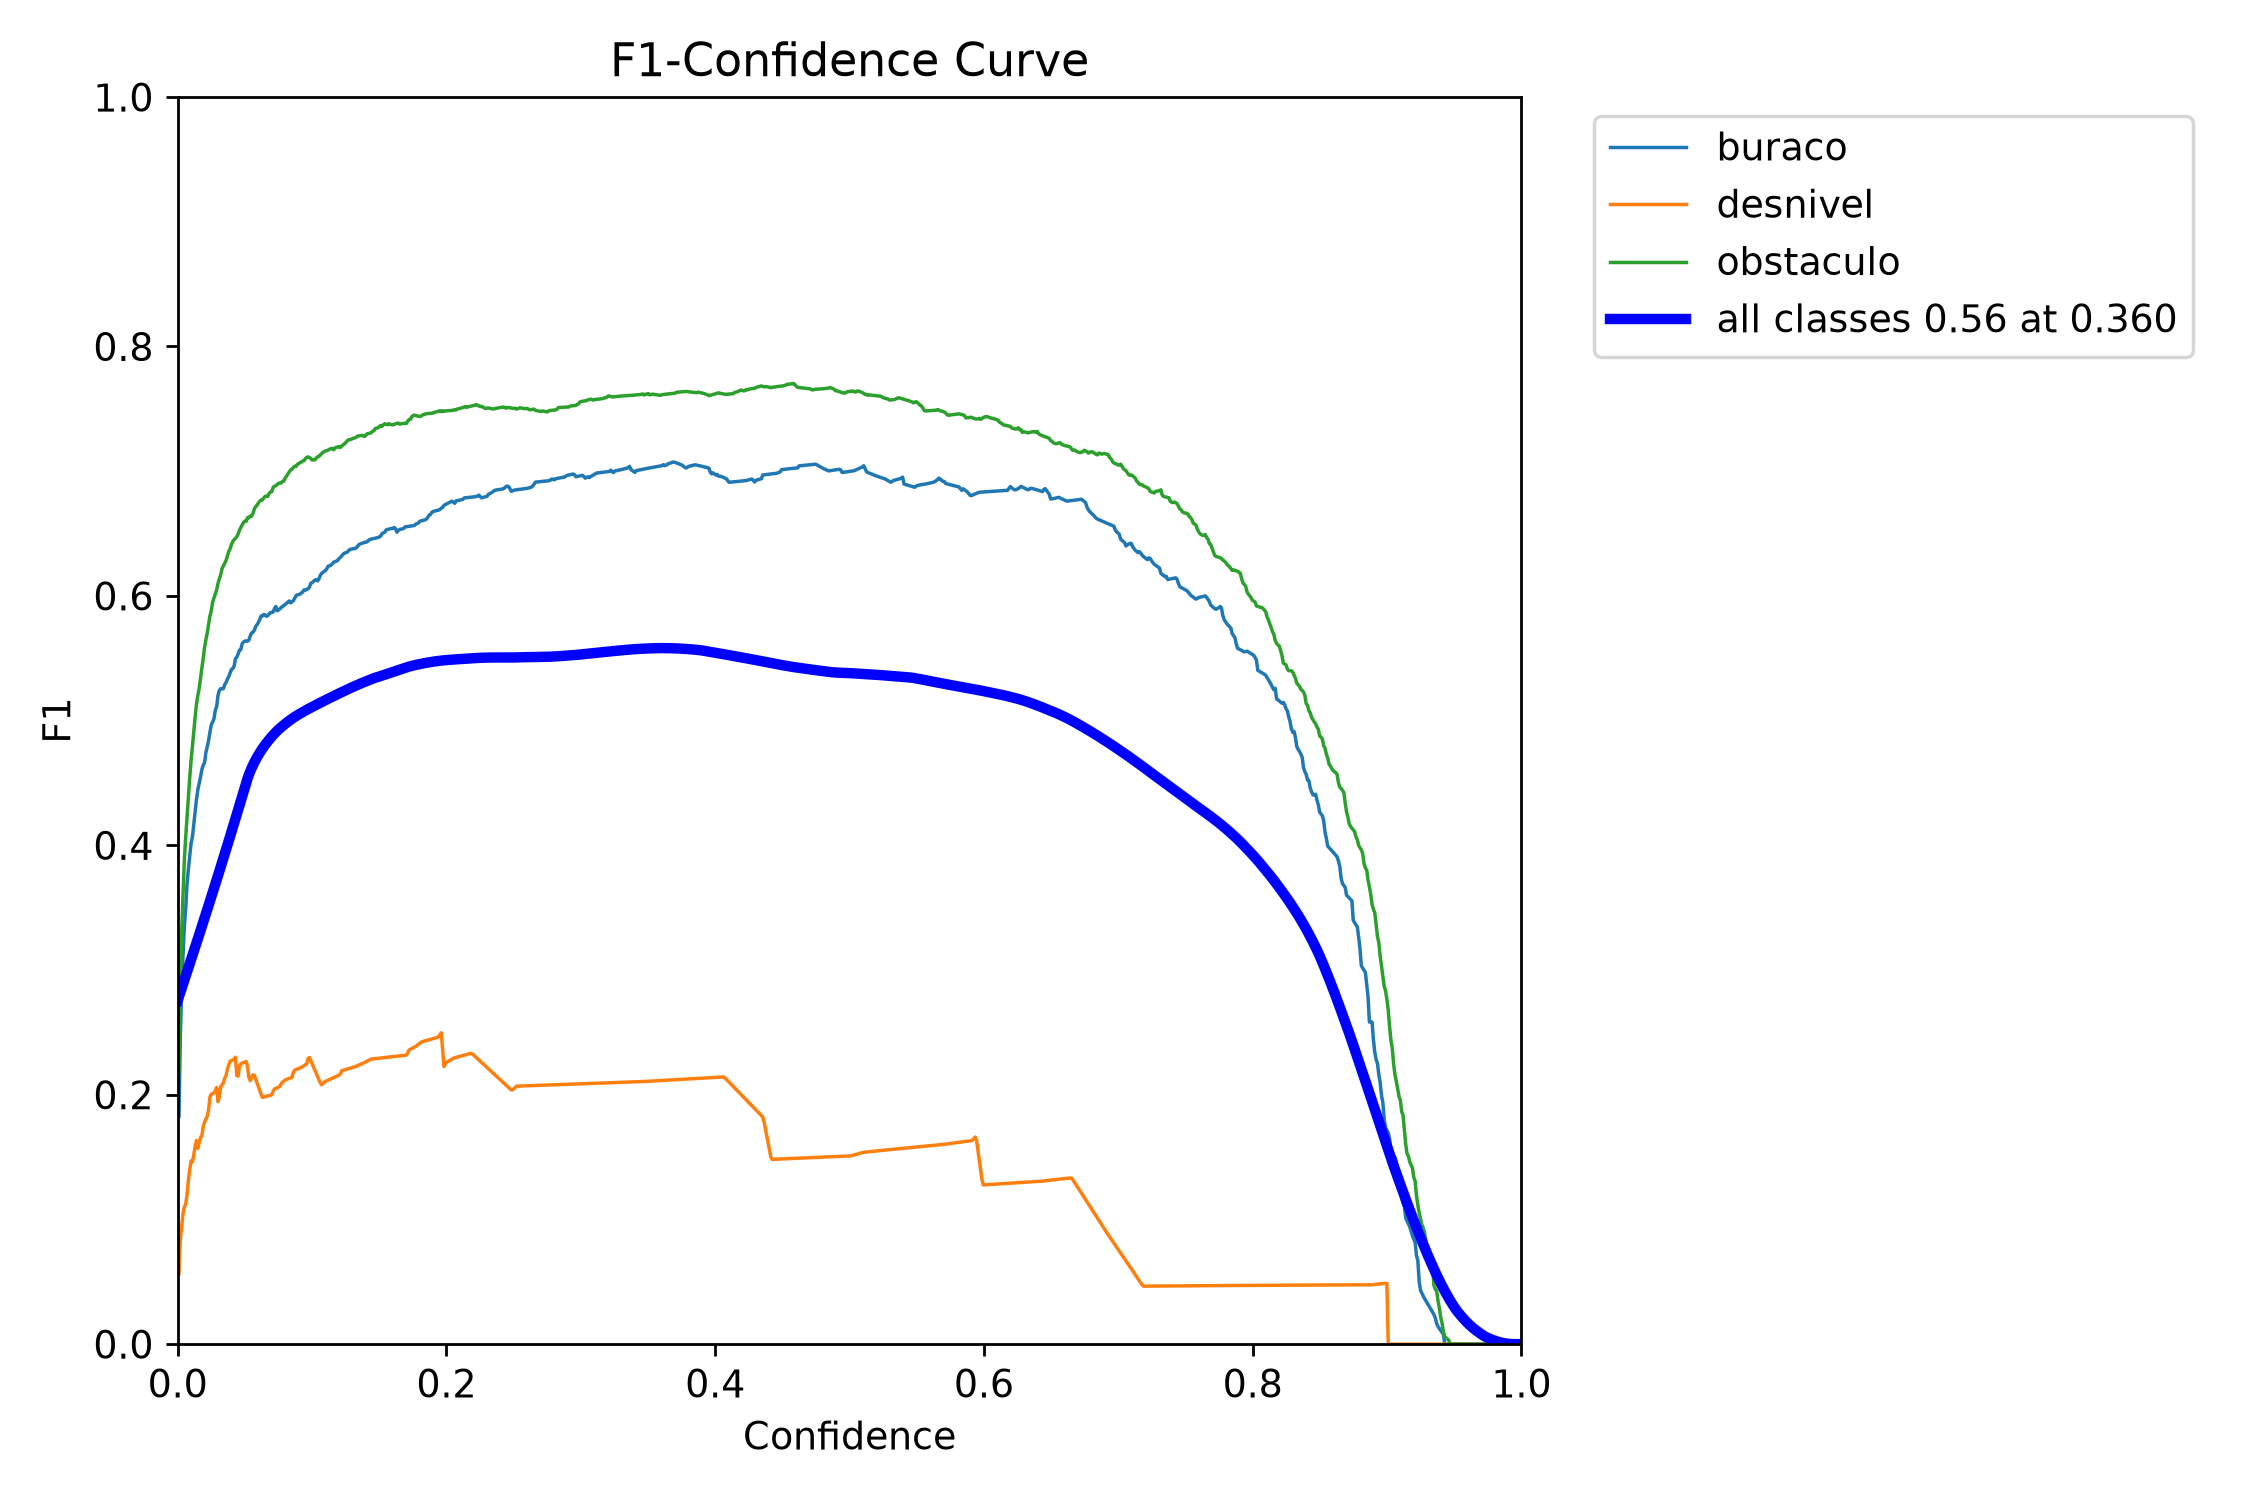 F1-Confidence Curve
1.0
0.8
0.6
0.4
0.2
0.0
F1
0.0 0.2 0.4 0.6 0.8 1.0
Confidence
buraco
desnivel
obstaculo
all classes 0.56 at 0.360